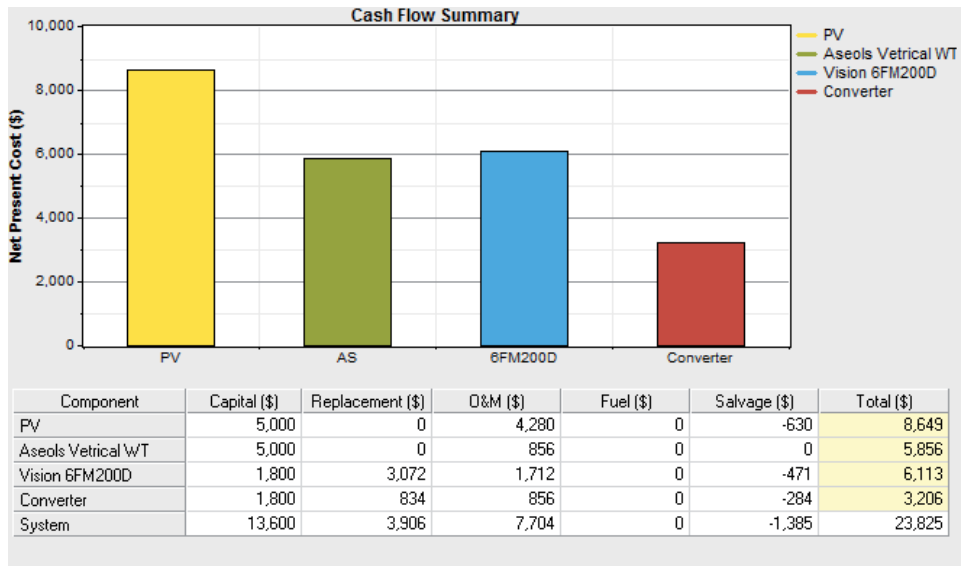 Cash Flow Summary
10,000
8,000
6,000
4,000
2,000
0
Net Present Cost ($)
PV
AS
6FM200D
Converter
PV
Aseols Vetrical WT
Vision 6FM200D
Converter
Component Capital ($) Replacement ($) O&M ($) Fuel ($) Salvage ($) Total ($)
PV 5,000 0 4,280 0 -630 8,649
Aseols Vetrical WT 5,000 0 856 0 0 5,856
Vision 6FM200D 1,800 3,072 1,712 0 -471 6,113
Converter 1,800 834 856 0 -284 3,206
System 13,600 3,906 7,704 0 -1,385 23,825